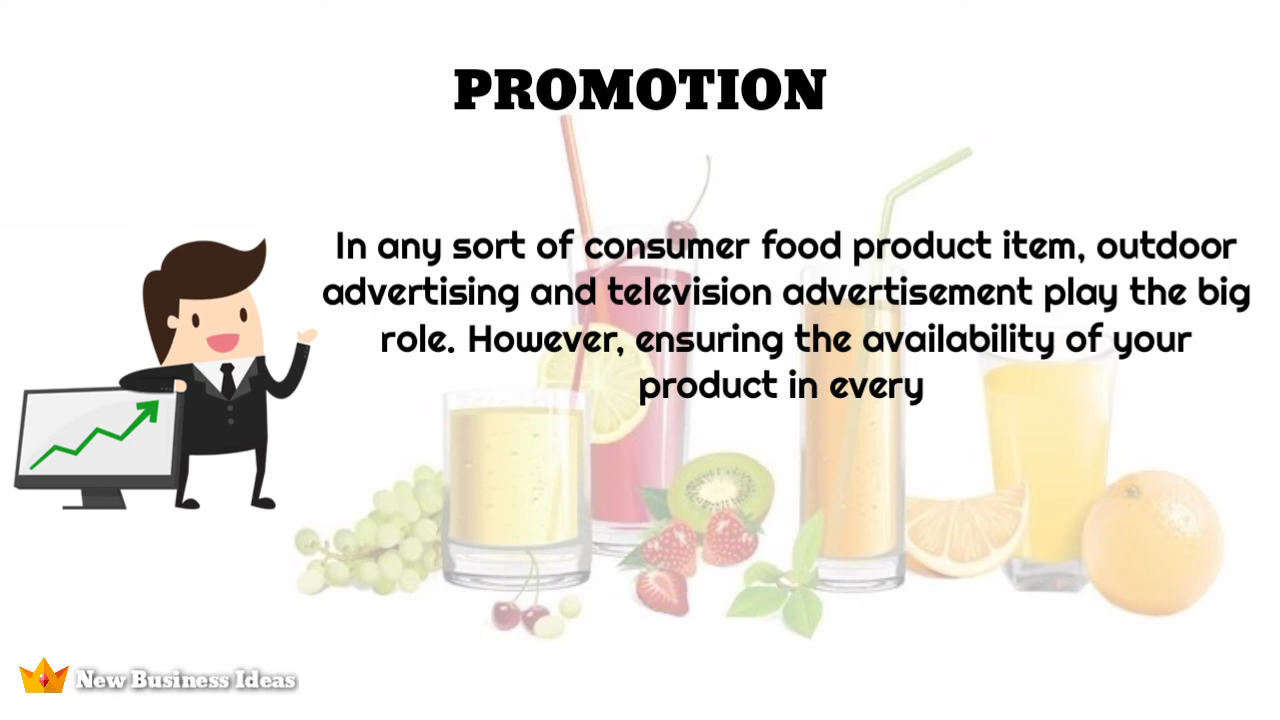 PROMOTION
In any sort of consumer food product item, outdoor
advertising and television advertisement play the big
role. However, ensuring the availability of your
product in every
New Business Ideas